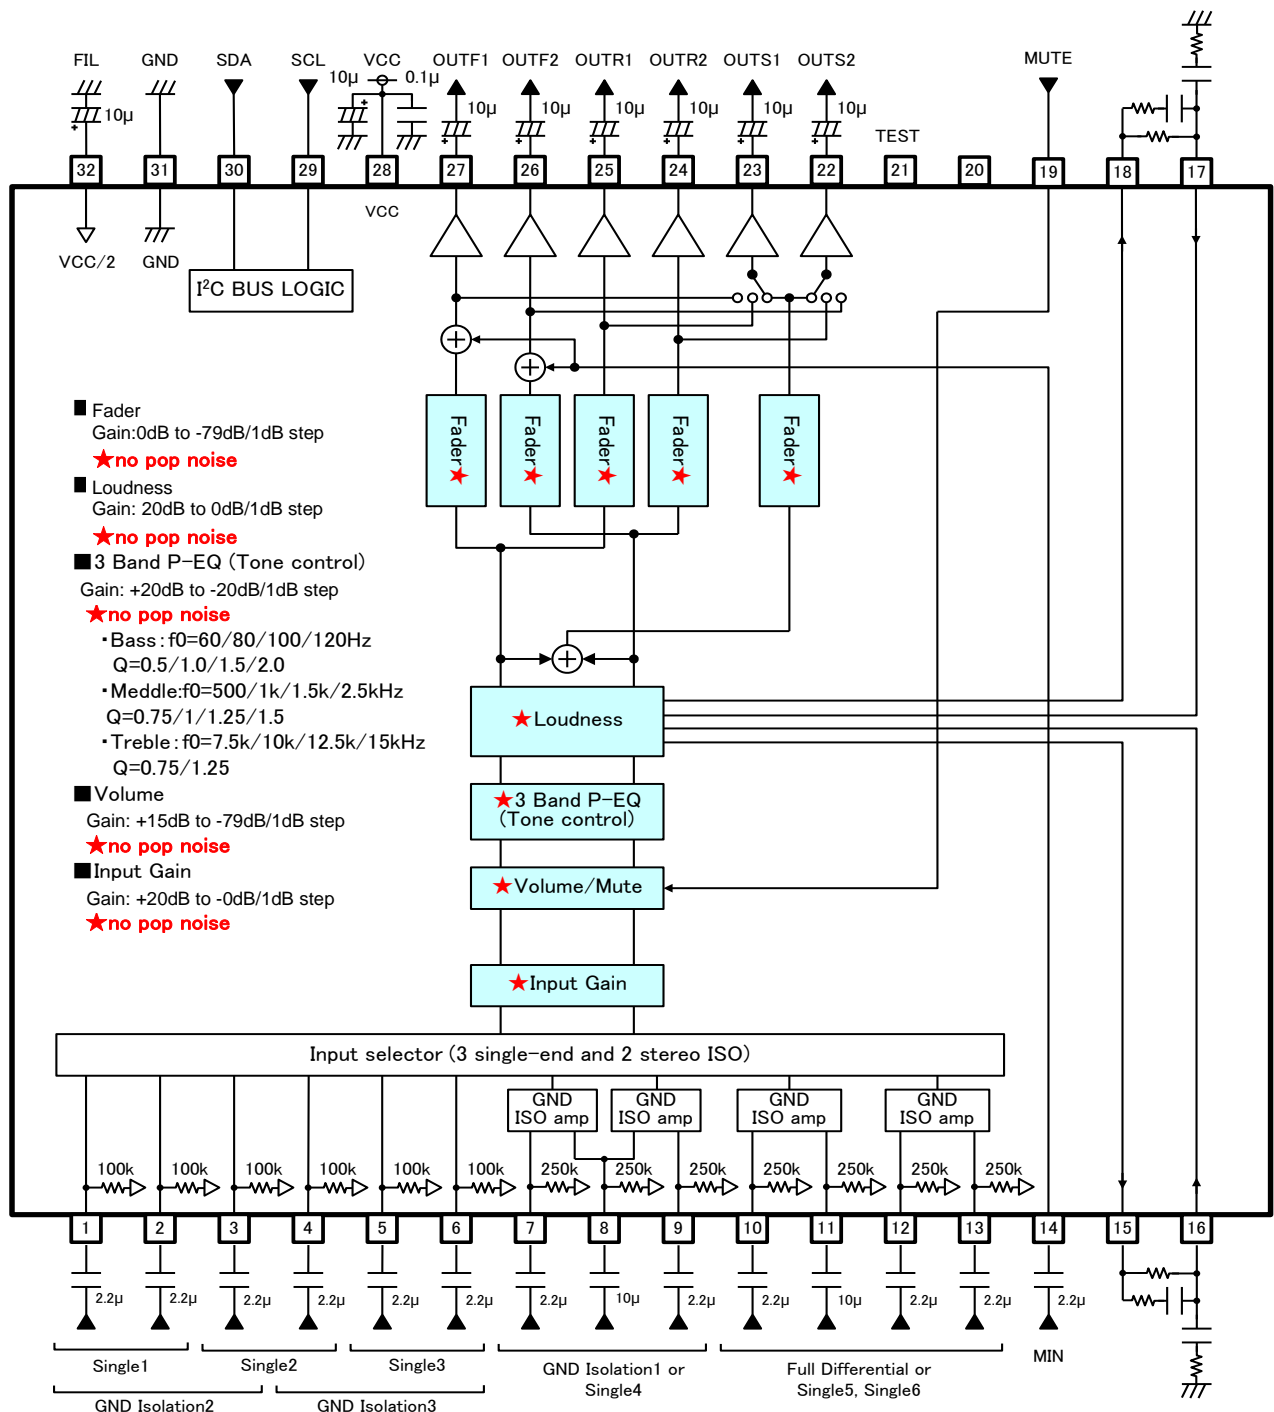 FIL GND SDA SCL VCC OUTF1 OUTF2 OUTR1 OUTR2 OUTS1 OUTS2 MUTE
10μ 10μ 0.1μ 10μ 10μ 10μ 10μ 10μ 10μ
TEST
32 31 30 29 28 27 26 25 24 23 22 21 20 19 18 17
VCC
VCC/2 GND
I²C BUS LOGIC
Fader★ Fader★ Fader★ Fader★ Fader★
■ Fader
Gain:0dB to -79dB/1dB step
★no pop noise
■ Loudness
Gain: 20dB to 0dB/1dB step
★no pop noise
■3 Band P-EQ (Tone control)
Gain: +20dB to -20dB/1dB step
★no pop noise
・Bass:f0=60/80/100/120Hz
Q=0.5/1.0/1.5/2.0
・Meddle:f0=500/1k/1.5k/2.5kHz
Q=0.75/1/1.25/1.5
・Treble:f0=7.5k/10k/12.5k/15kHz
Q=0.75/1.25
■Volume
Gain: +15dB to -79dB/1dB step
★no pop noise
■Input Gain
Gain: +20dB to -0dB/1dB step
★no pop noise
★Loudness
★3 Band P-EQ
(Tone control)
★Volume/Mute
★Input Gain
Input selector (3 single-end and 2 stereo ISO)
GND
ISO amp
GND
ISO amp
GND
ISO amp
GND
ISO amp
100k 100k 100k 100k 100k 100k 250k 250k 250k 250k 250k 250k 250k
1 2 3 4 5 6 7 8 9 10 11 12 13 14 15 16
2.2μ 2.2μ 2.2μ 2.2μ 2.2μ 2.2μ 2.2μ 10μ 2.2μ 2.2μ 10μ 2.2μ 2.2μ 2.2μ
Single1 Single2 Single3
GND Isolation1 or
Single4
Full Differential or
Single5, Single6
MIN
GND Isolation2 GND Isolation3